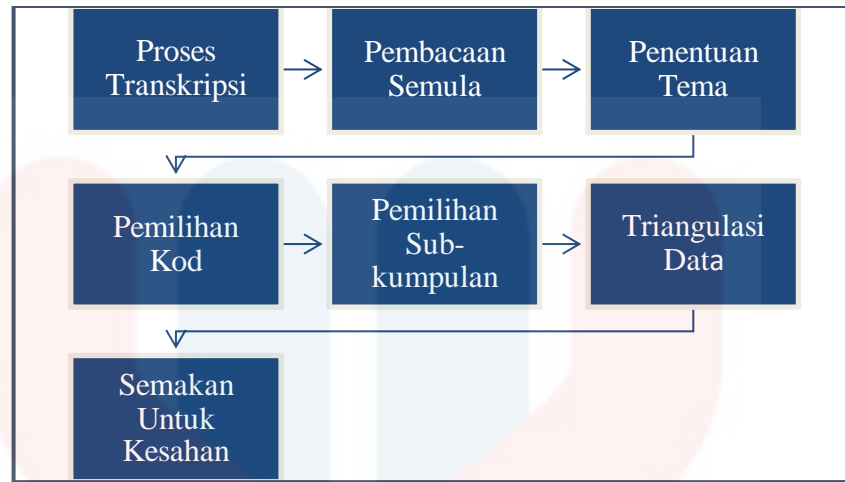 Proses
Transkripsi
Pembacaan
Semula
Penentuan
Tema
Pemilihan
Kod
Pemilihan
Sub-
kumpulan
Triangulasi
Data
Semakan
Untuk
Kesahan